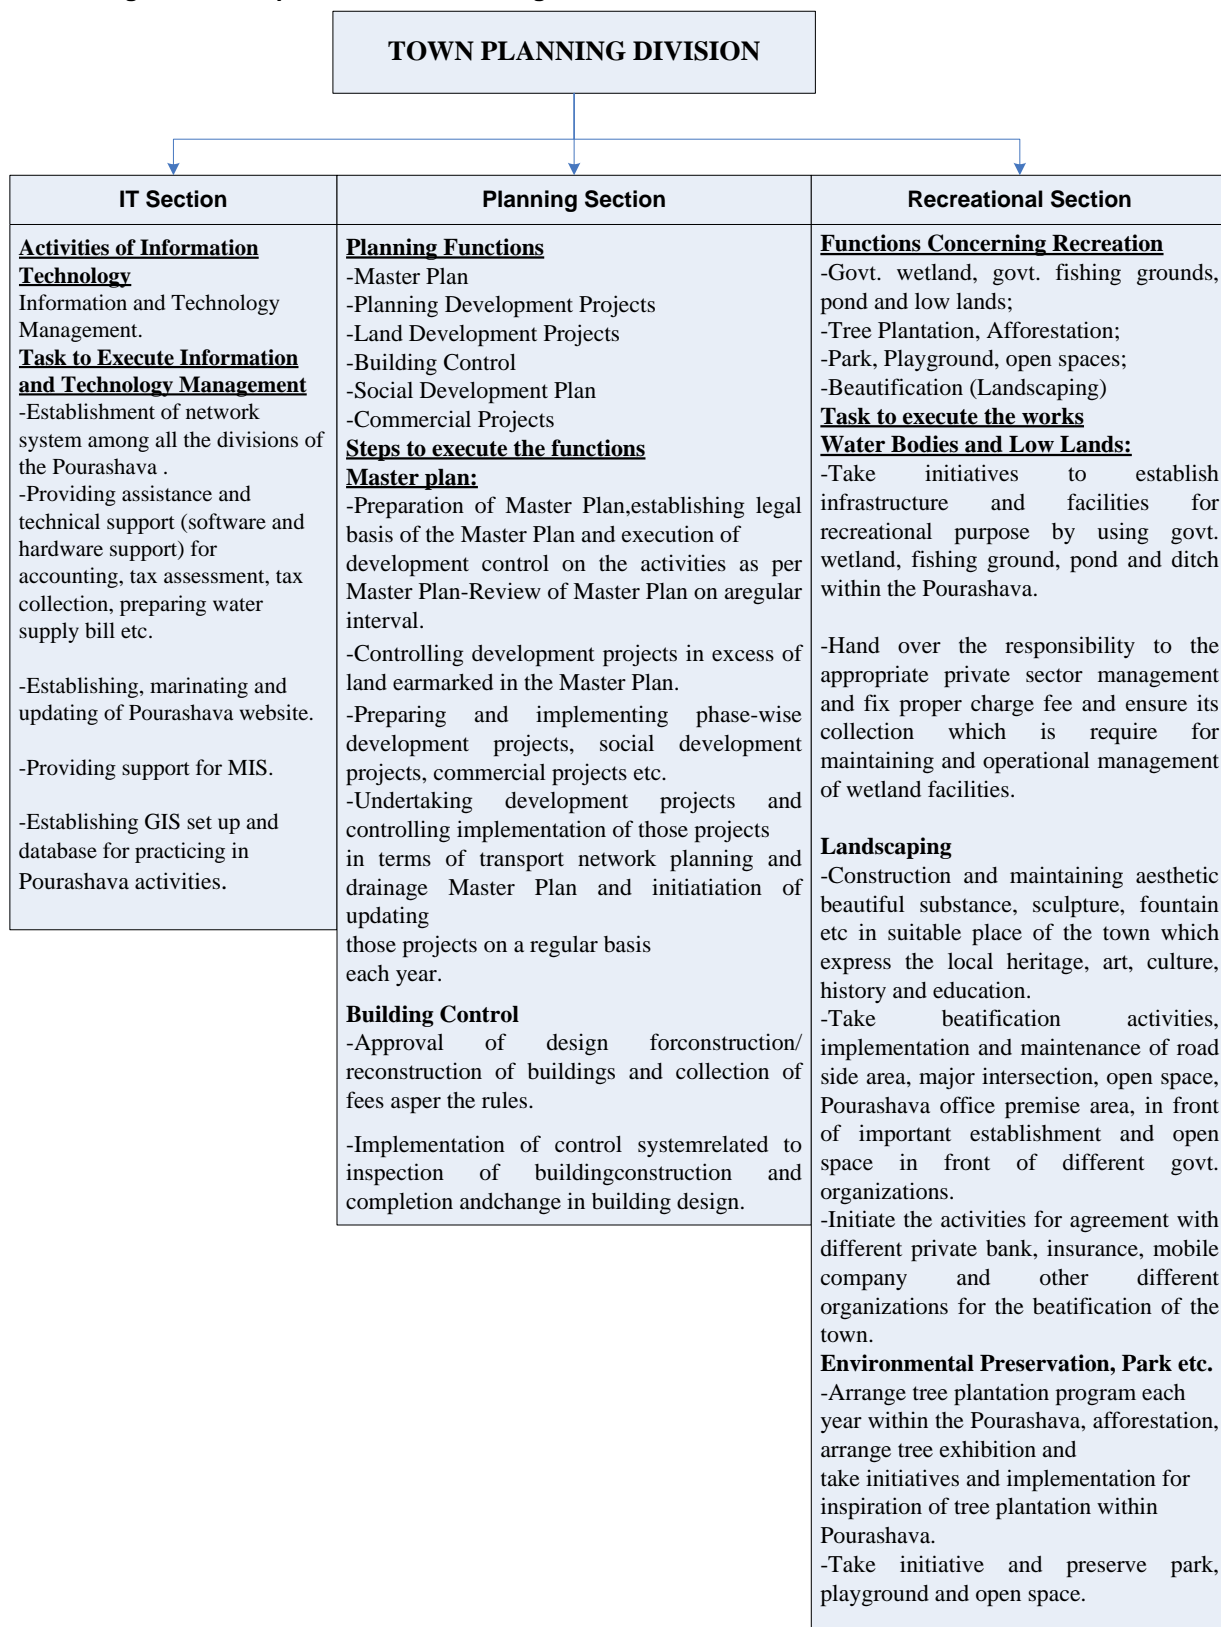 TOWN PLANNING DIVISION
IT Section
Activities of Information
Technology
Information and Technology
Management.
Task to Execute Information
and Technology Management
-Establishment of network
system among all the divisions of
the Pourashava .
-Providing assistance and
technical support (software and
hardware support) for
accounting, tax assessment, tax
collection, preparing water
supply bill etc.
-Establishing, marinating and
updating of Pourashava website.
-Providing support for MIS.
-Establishing GIS set up and
database for practicing in
Pourashava activities.
Planning Section
Planning Functions
-Master Plan
-Planning Development Projects
-Land Development Projects
-Building Control
-Social Development Plan
-Commercial Projects
Steps to execute the functions
Master plan:
-Preparation of Master Plan,establishing legal
basis of the Master Plan and execution of
development control on the activities as per
Master Plan-Review of Master Plan on aregular
interval.
-Controlling development projects in excess of
land earmarked in the Master Plan.
-Preparing and implementing phase-wise
development projects, social development
projects, commercial projects etc.
-Undertaking development projects and
controlling implementation of those projects
in terms of transport network planning and
drainage Master Plan and initiatiation of
updating
those projects on a regular basis
each year.
Building Control
-Approval of design forconstruction/
reconstruction of buildings and collection of
fees asper the rules.
-Implementation of control systemrelated to
inspection of buildingconstruction and
completion andchange in building design.
Recreational Section
Functions Concerning Recreation
-Govt. wetland, govt. fishing grounds,
pond and low lands;
-Tree Plantation, Afforestation;
-Park, Playground, open spaces;
-Beautification (Landscaping)
Task to execute the works
Water Bodies and Low Lands:
-Take initiatives to establish
infrastructure and facilities for
recreational purpose by using govt.
wetland, fishing ground, pond and ditch
within the Pourashava.
-Hand over the responsibility to the
appropriate private sector management
and fix proper charge fee and ensure its
collection which is require for
maintaining and operational management
of wetland facilities.
Landscaping
-Construction and maintaining aesthetic
beautiful substance, sculpture, fountain
etc in suitable place of the town which
express the local heritage, art, culture,
history and education.
-Take beatification activities,
implementation and maintenance of road
side area, major intersection, open space,
Pourashava office premise area, in front
of important establishment and open
space in front of different govt.
organizations.
-Initiate the activities for agreement with
different private bank, insurance, mobile
company and other different
organizations for the beatification of the
town.
Environmental Preservation, Park etc.
-Arrange tree plantation program each
year within the Pourashava, afforestation,
arrange tree exhibition and
take initiatives and implementation for
inspiration of tree plantation within
Pourashava.
-Take initiative and preserve park,
playground and open space.